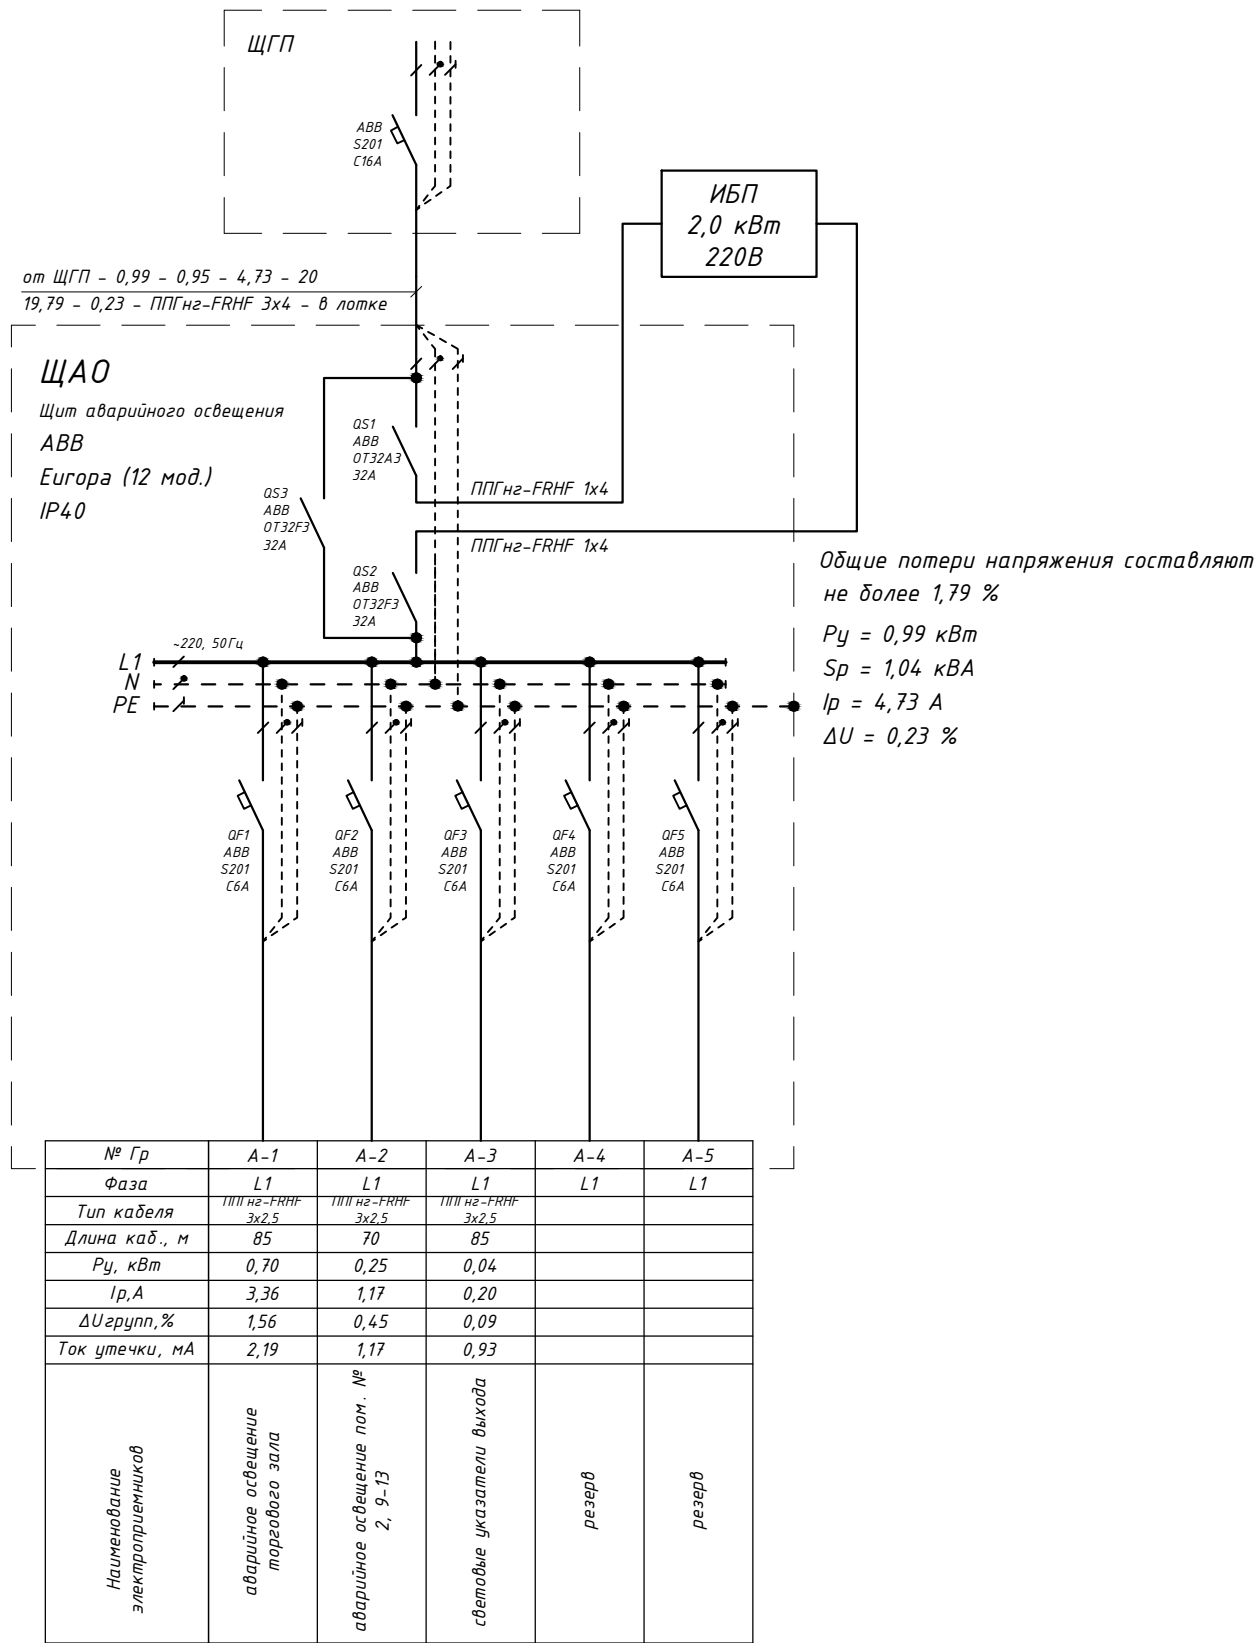 ЩГП
ABB
S201
C16A
ИБП
2,0 кВт
220В
от ЩГП - 0,99 - 0,95 - 4,73 - 20
19,79 - 0,23 - ППГнг-FRHF 3х4 - в лотке
ЩАО
Щит аварийного освещения
ABB
Europa (12 мод.)
IP40
QS1
ABB
OT32A3
32A
QS3
ABB
OT32F3
32A
ППГнг-FRHF 1х4
ППГнг-FRHF 1х4
QS2
ABB
OT32F3
32A
Общие потери напряжения составляют
не более 1,79 %
Ру = 0,99 кВт
Sр = 1,04 кВА
Iр = 4,73 А
ΔU = 0,23 %
~220, 50Гц
L1
N
PE
QF1
ABB
S201
C6A
QF2
ABB
S201
C6A
QF3
ABB
S201
C6A
QF4
ABB
S201
C6A
QF5
ABB
S201
C6A
№ Гр А-1 А-2 А-3 А-4 А-5
Фаза L1 L1 L1 L1 L1
Тип кабеля ППГнг-FRHF 3х2,5 ППГнг-FRHF 3х2,5 ППГнг-FRHF 3х2,5
Длина каб., м 85 70 85
Ру, кВт 0,70 0,25 0,04
Iр,А 3,36 1,17 0,20
ΔUгрупп,% 1,56 0,45 0,09
Ток утечки, мА 2,19 1,17 0,93
Наименование
электроприемников
аварийное освещение
торгового зала
аварийное освещение пом. №
2, 9-13
световые указатели выхода
резерв
резерв